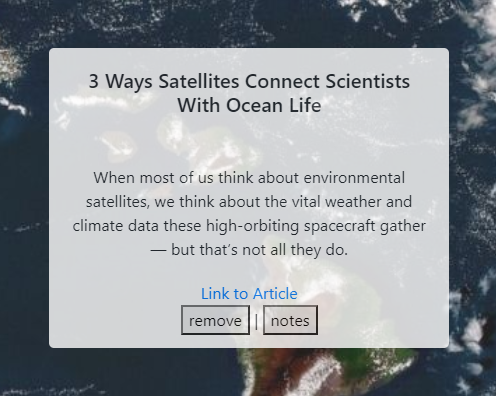 3 Ways Satellites Connect Scientists
With Ocean Life
When most of us think about environmental
satellites, we think about the vital weather and
climate data these high-orbiting spacecraft gather
— but that's not all they do.
Link to Article
remove | notes